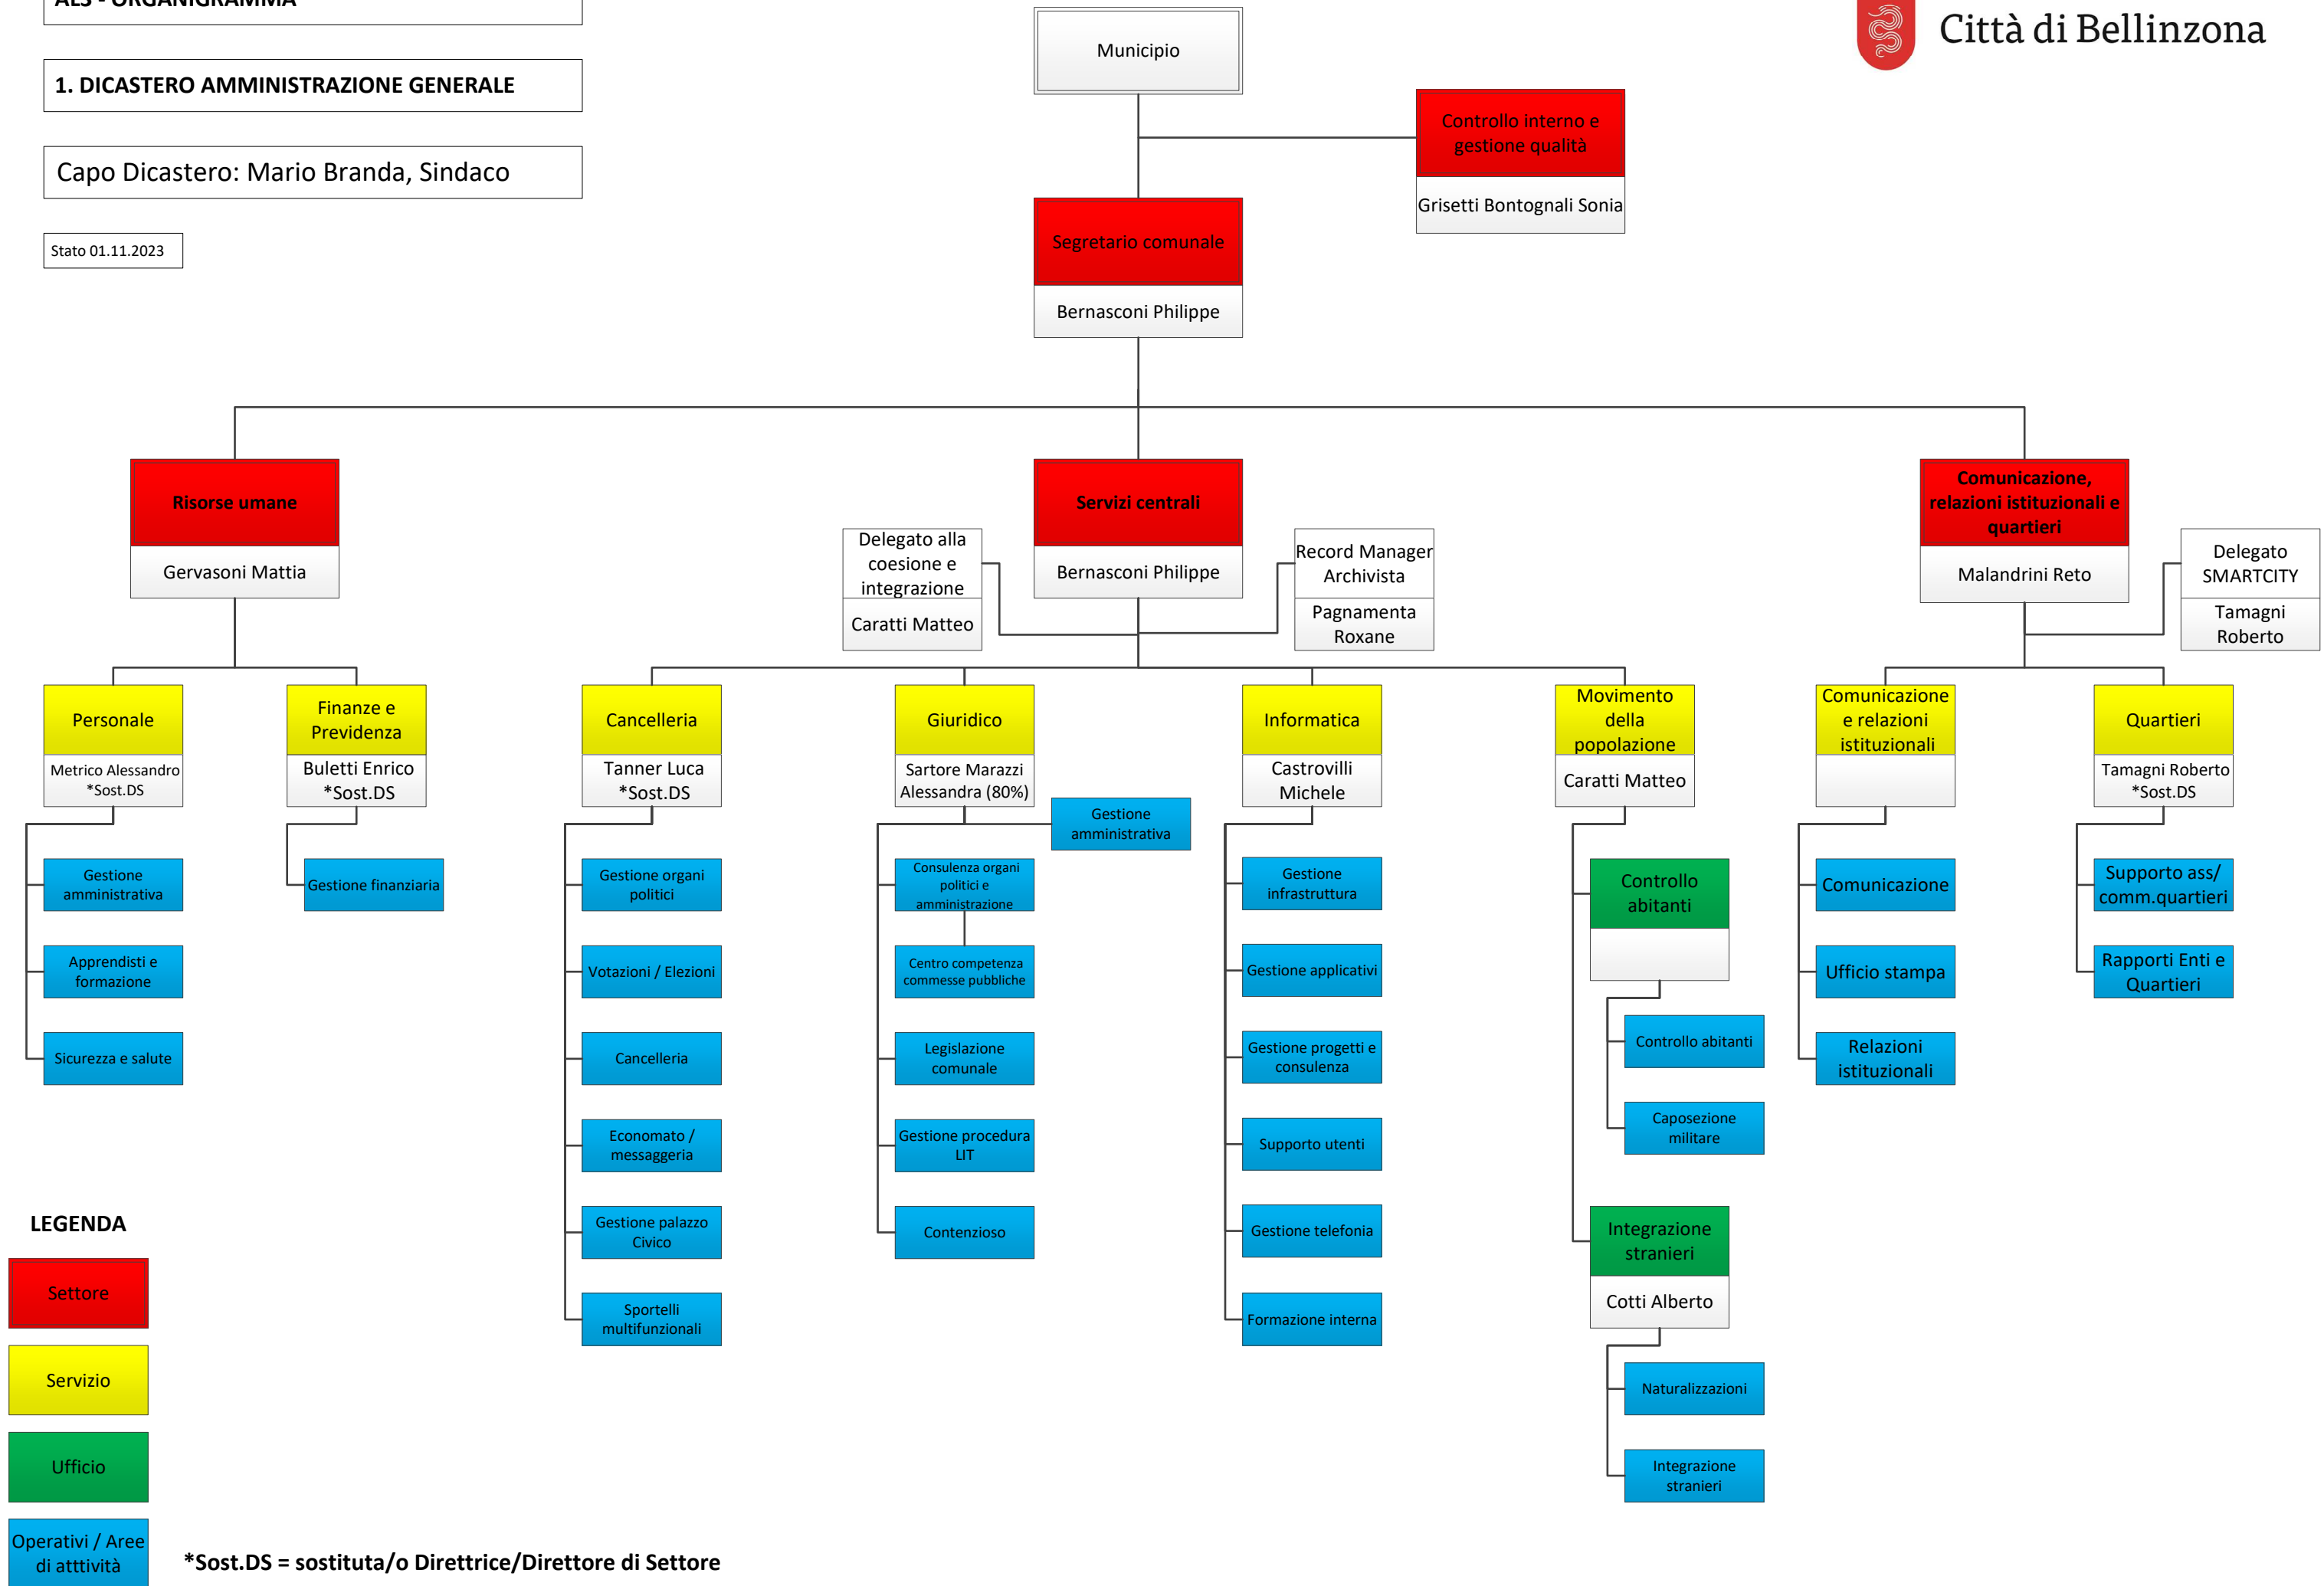 ALS - ORGANIGRAMMA
1. DICASTERO AMMINISTRAZIONE GENERALE
Capo Dicastero: Mario Branda, Sindaco
Stato 01.11.2023
Città di Bellinzona
Municipio
Controllo interno e
gestione qualità
Grisetti Bontognali Sonia
Segretario comunale
Bernasconi Philippe
Risorse umane
Gervasoni Mattia
Servizi centrali
Bernasconi Philippe
Comunicazione,
relazioni istituzionali e
quartieri
Malandrini Reto
Delegato alla
coesione e
integrazione
Caratti Matteo
Record Manager
Archivista
Pagnamenta
Roxane
Delegato
SMARTCITY
Tamagni
Roberto
Personale
Metrico Alessandro
*Sost.DS
Gestione
amministrativa
Apprendisti e
formazione
Sicurezza e salute
Finanze e
Previdenza
Buletti Enrico
*Sost.DS
Gestione finanziaria
Cancelleria
Tanner Luca
*Sost.DS
Gestione organi
politici
Votazioni / Elezioni
Cancelleria
Economato /
messaggeria
Gestione palazzo
Civico
Sportelli
multifunzionali
Giuridico
Sartore Marazzi
Alessandra (80%)
Gestione
amministrativa
Consulenza organi
politici e
amministrazione
Centro competenza
commesse pubbliche
Legislazione
comunale
Gestione procedura
LIT
Contenzioso
Informatica
Castrovilli
Michele
Gestione
infrastruttura
Gestione applicativi
Gestione progetti e
consulenza
Supporto utenti
Gestione telefonia
Formazione interna
Movimento
della
popolazione
Caratti Matteo
Controllo
abitanti
Controllo abitanti
Caposezione
militare
Integrazione
stranieri
Cotti Alberto
Naturalizzazioni
Integrazione
stranieri
Comunicazione
e relazioni
istituzionali
Comunicazione
Ufficio stampa
Relazioni
istituzionali
Quartieri
Tamagni Roberto
*Sost.DS
Supporto ass/
comm.quartieri
Rapporti Enti e
Quartieri
LEGENDA
Settore
Servizio
Ufficio
Operativi / Aree
di atttività
*Sost.DS = sostituta/o Direttrice/Direttore di Settore